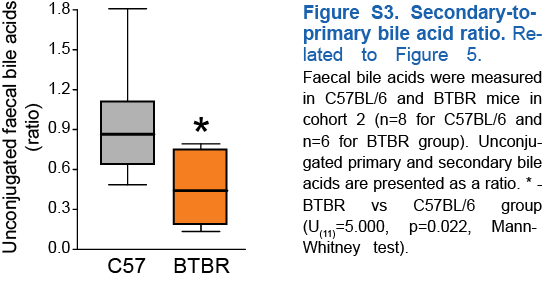 Unconjugated faecal bile acids
(ratio)
1.8
1.5
1.2
0.9
0.6
0.3
0.0
*
C57 BTBR
Figure S3. Secondary-to-
primary bile acid ratio. Re-
lated to Figure 5.
Faecal bile acids were measured
in C57BL/6 and BTBR mice in
cohort 2 (n=8 for C57BL/6 and
n=6 for BTBR group). Unconju-
gated primary and secondary bile
acids are presented as a ratio. * -
BTBR vs C57BL/6 group
(U(11)=5.000, p=0.022, Mann-
Whitney test).